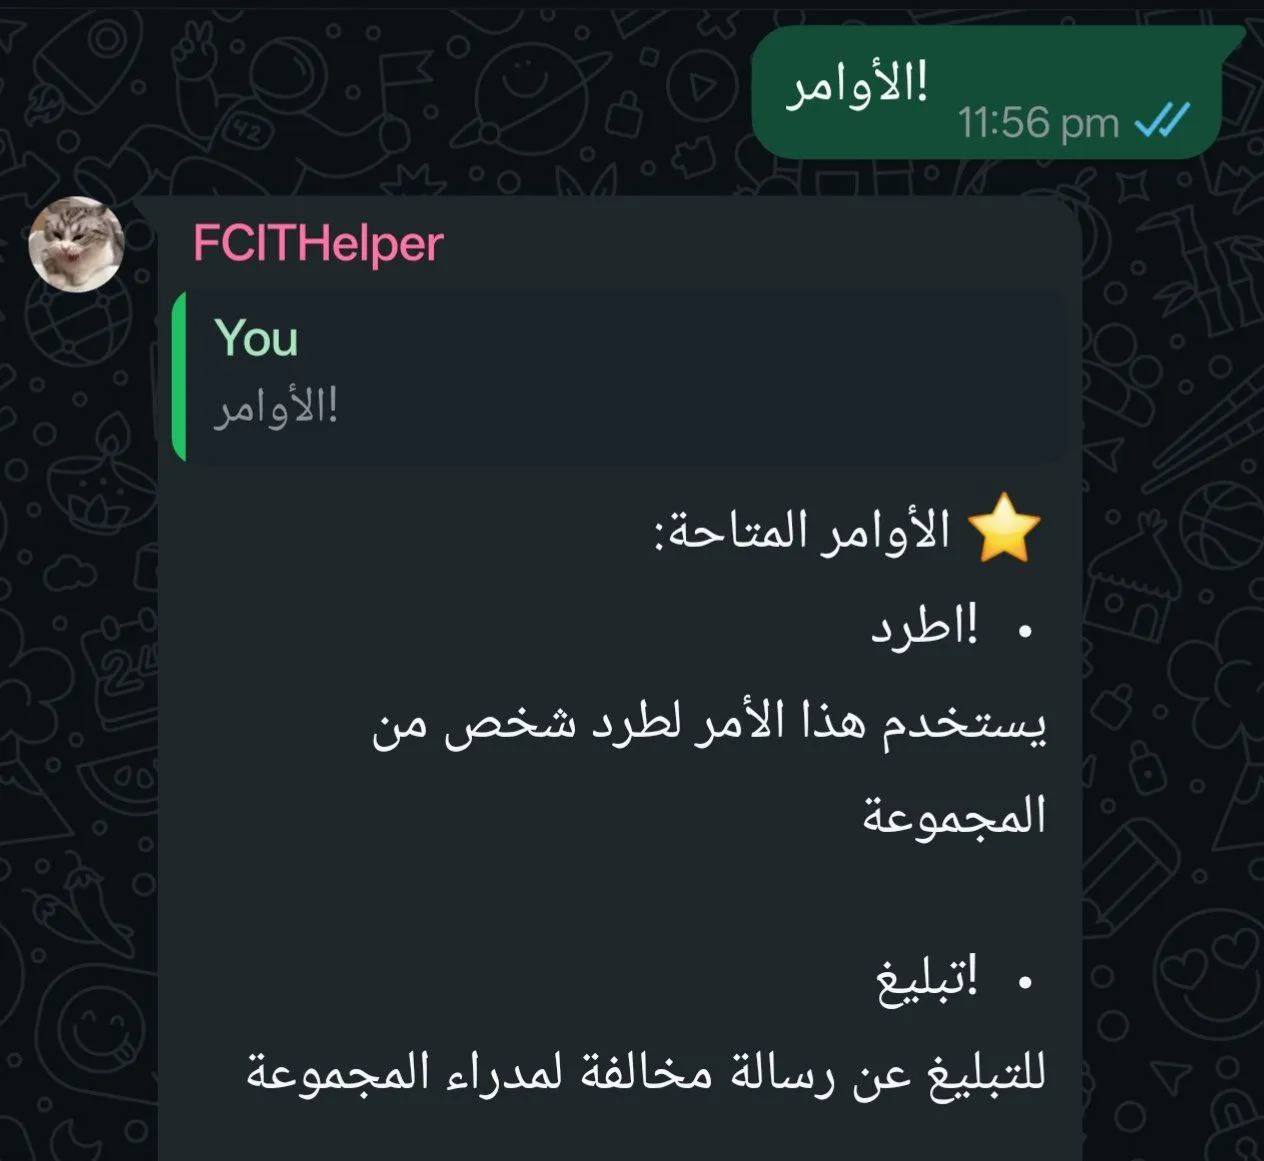 !الأوامر
11:56 pm
FCITHelper
You
!الأوامر
⭐ الأوامر المتاحة:
• !اطرد
يستخدم هذا الأمر لطرد شخص من
المجموعة
• !تبليغ
للتبليغ عن رسالة مخالفة لمدراء المجموعة